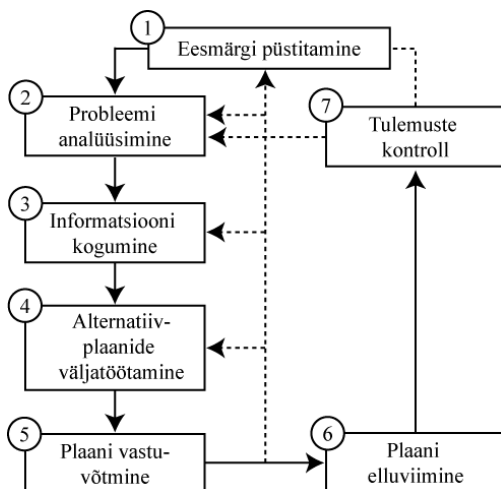 1
Eesmärgi püstitamine
2
Probleemi
analüüsimine
3
Informatsiooni
kogumine
4
Alternatiiv-
plaanide
väljatöötamine
5
Plaani vastu-
võtmine
6
Plaani
elluviimine
7
Tulemuste
kontroll